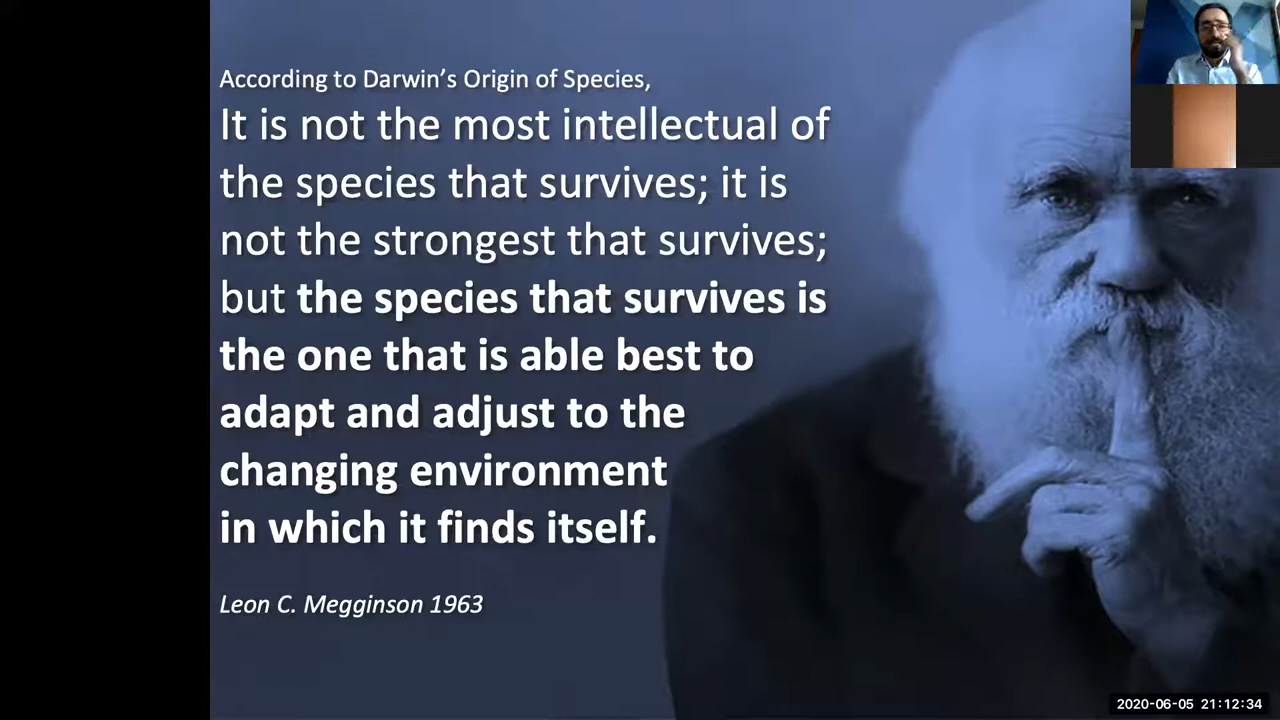 According to Darwin's Origin of Species,
It is not the most intellectual of
the species that survives; it is
not the strongest that survives;
but the species that survives is
the one that is able best to
adapt and adjust to the
changing environment
in which it finds itself.
Leon C. Megginson 1963
2020-06-05 21:12:34